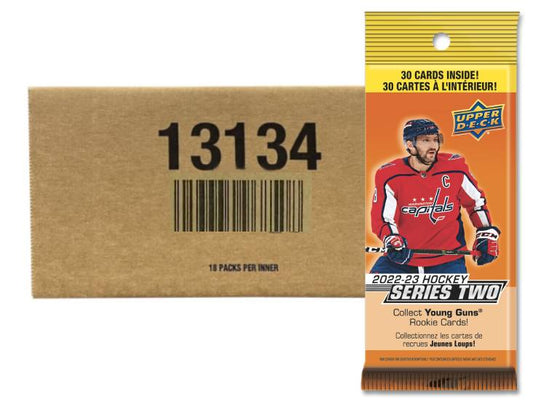 13134
18 PACKS PER INNER
30 CARDS INSIDE!
30 CARTES À L'INTÉRIEUR!
UPPER
D·E·C·K
C
capitals
CCM
2022-23 HOCKEY
SERIES TWO
Collect Young Guns®
Rookie Cards!
Collectionnez les cartes de
recrues Jeunes Loups!